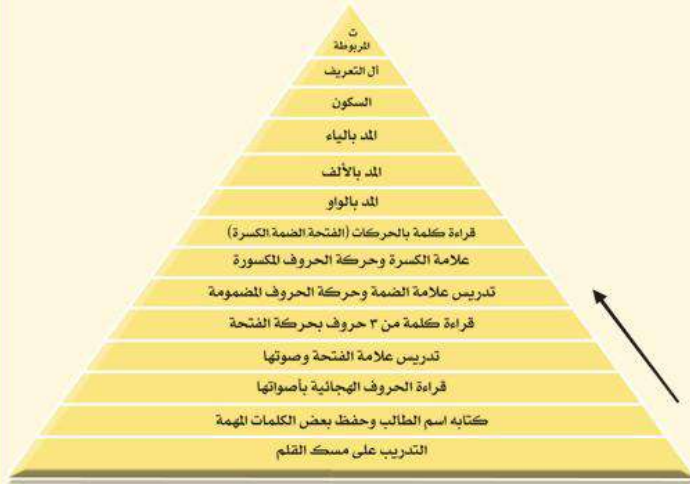 ت
المربوطة
أل التعريف
السكون
المد بالياء
المد بالألف
المد بالواو
قراءة كلمة بالحركات (الفتحة الضمة الكسرة)
علامة الكسرة وحركة الحروف المكسورة
تدريس علامة الضمة وحركة الحروف المضمومة
قراءة كلمة من ٣ حروف بحركة الفتحة
تدريس علامة الفتحة وصوتها
قراءة الحروف الهجائية بأصواتها
كتابه اسم الطالب وحفظ بعض الكلمات المهمة
التدريب على مسك القلم